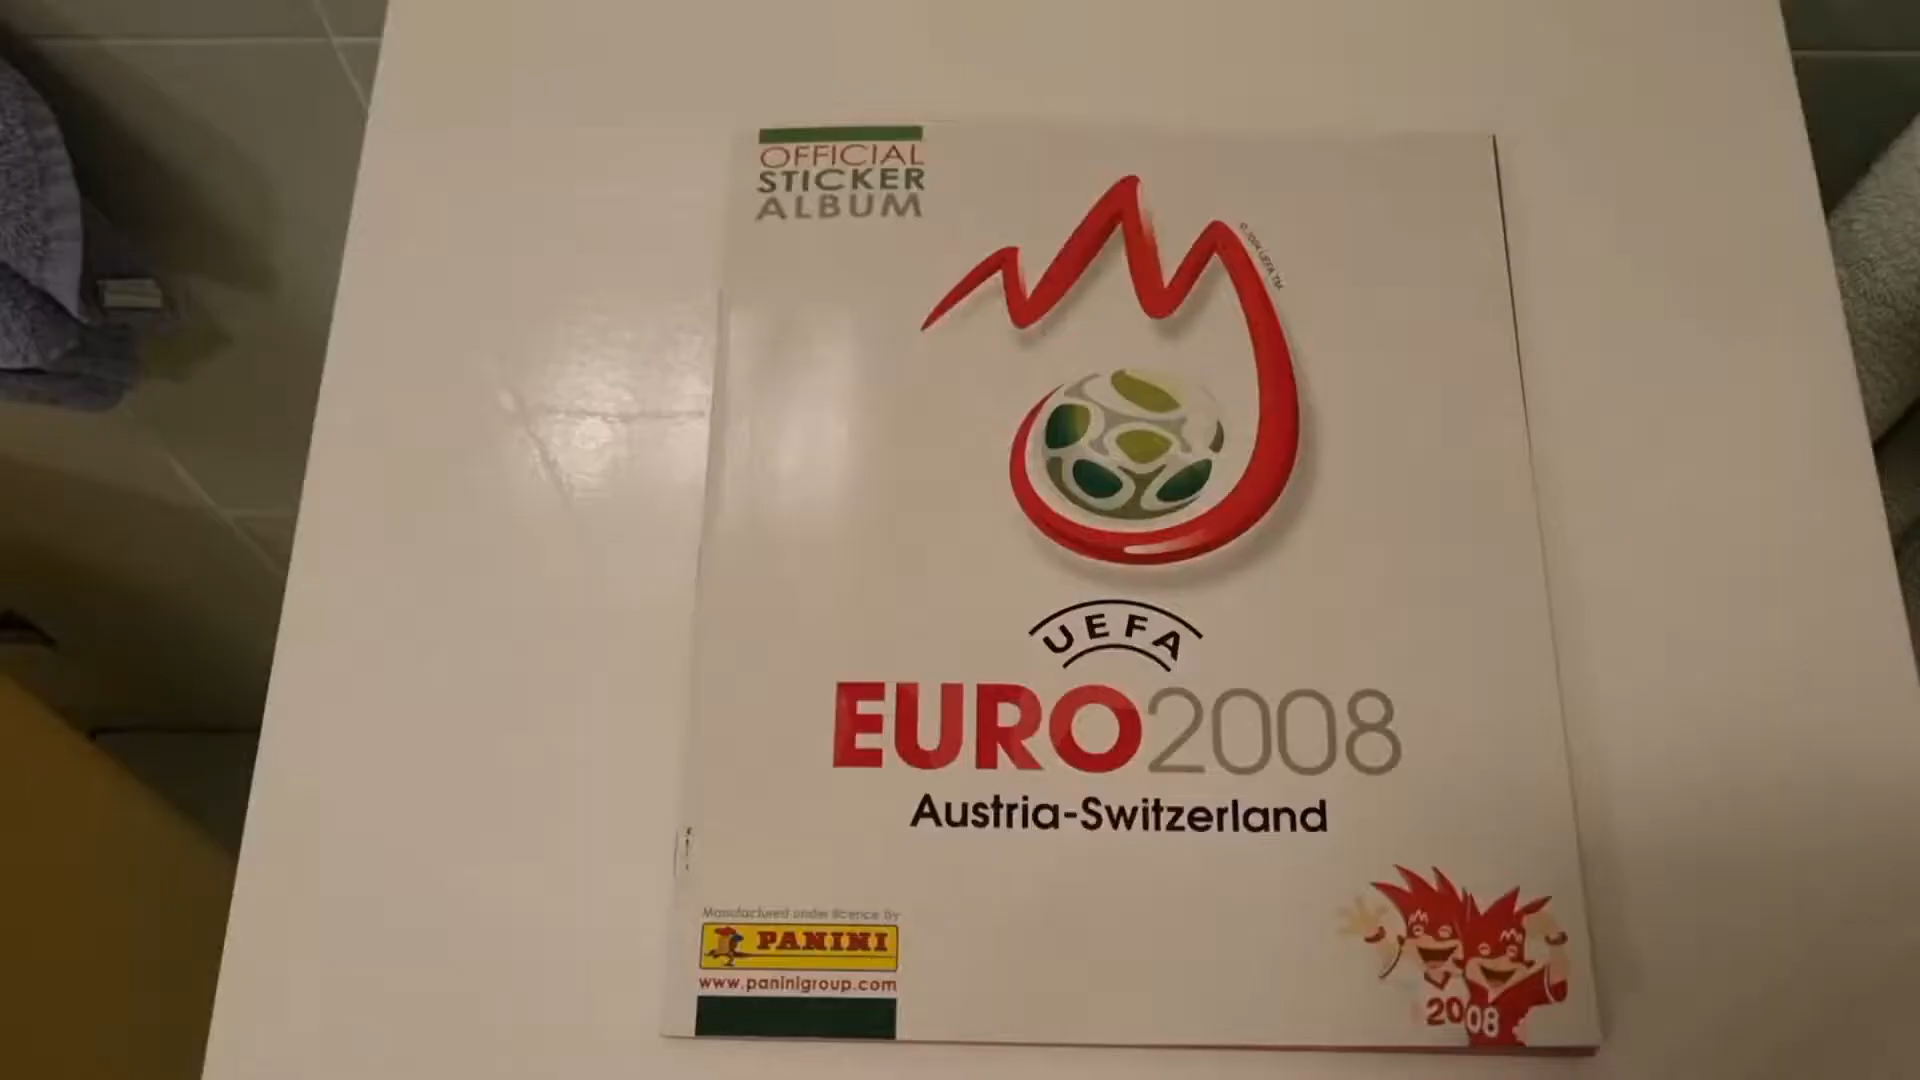 OFFICIAL
STICKER
ALBUM
UEFA
EURO2008
Austria-Switzerland
Manufactured under licence by
PANINI
www.paninigroup.com
2008